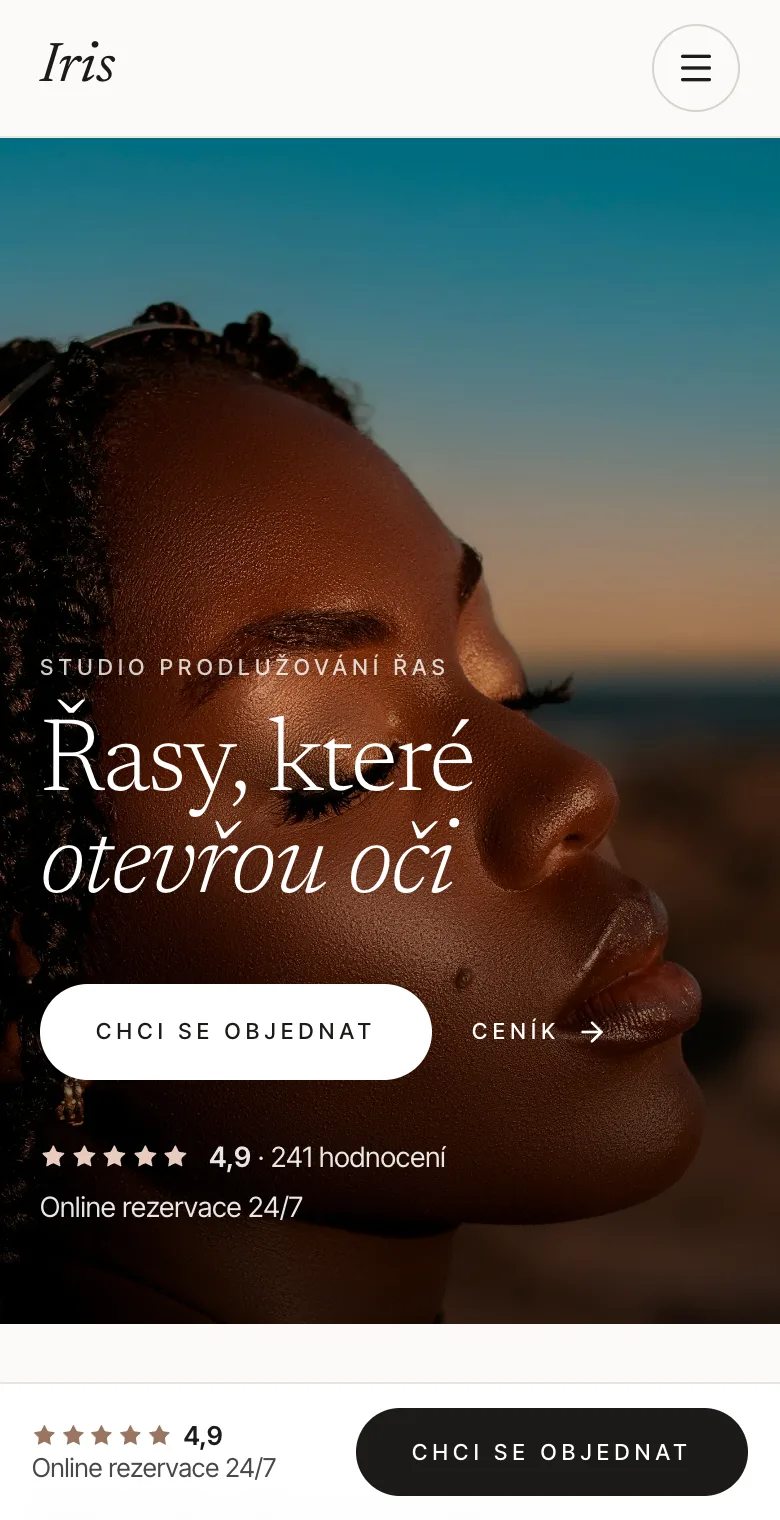 Iris
STUDIO PRODLUŽOVÁNÍ ŘAS
Řasy, které
otevřou oči
CHCI SE OBJEDNAT
CENÍK
4,9 · 241 hodnocení
Online rezervace 24/7
4,9
Online rezervace 24/7
CHCI SE OBJEDNAT